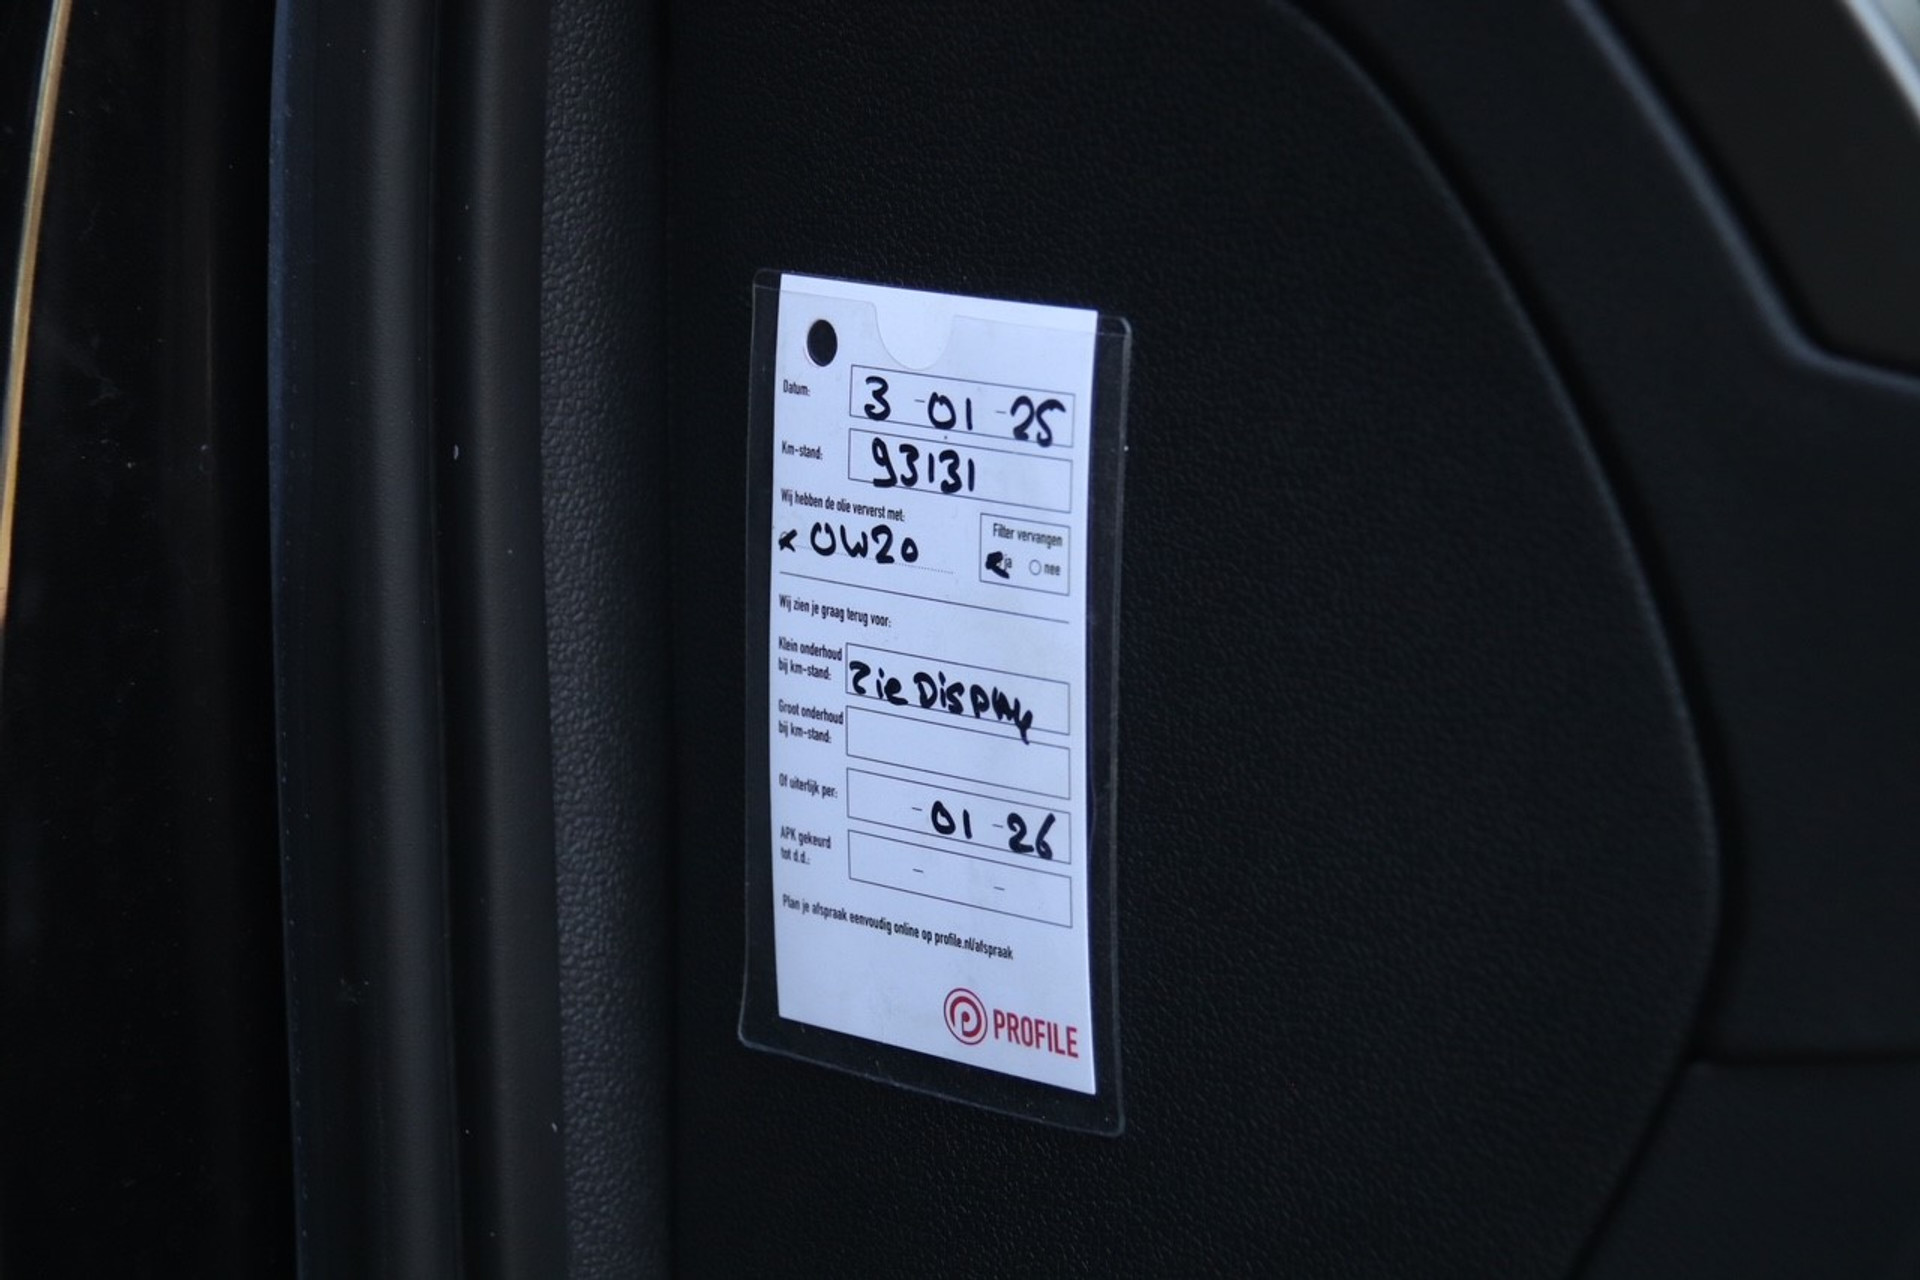 Datum: 3 - 01 - 25
Km-stand: 93131
Wij hebben de olie ververst met:
0W20
Filter vervangen
ja nee
Wij zien je graag terug voor:
Klein onderhoud
bij km-stand: Zie Display
Groot onderhoud
bij km-stand:
Of uiterlijk per: - 01 - 26
APK gekeurd
tot d.d.: - -
Plan je afspraak eenvoudig online op profile.nl/afspraak
PROFILE